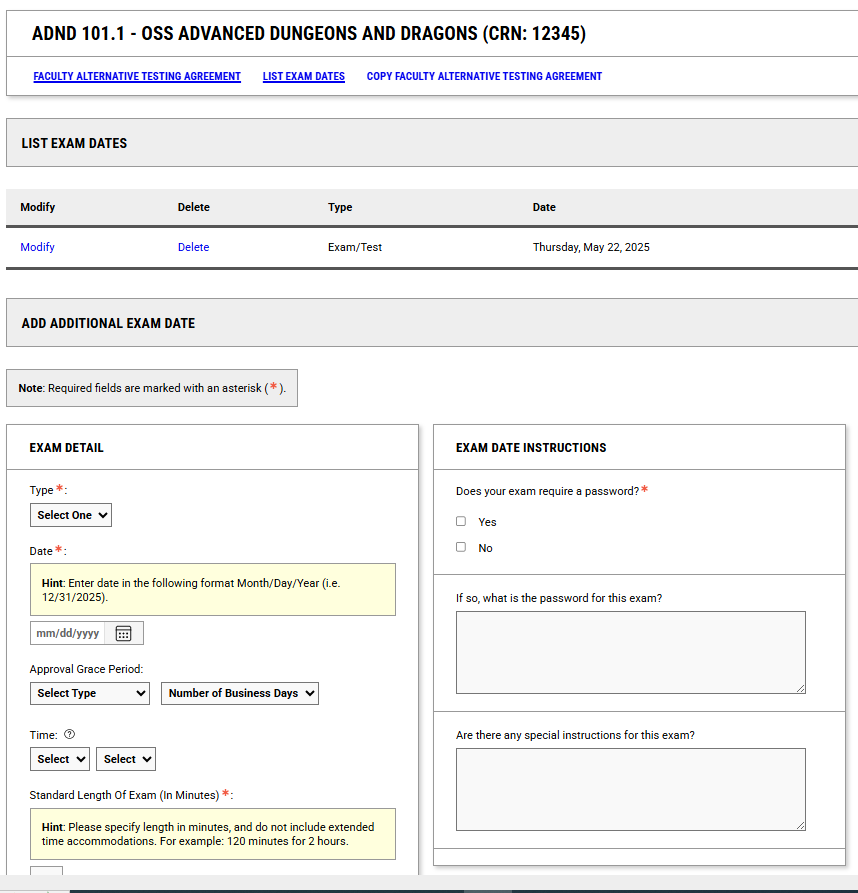 ADND 101.1 - OSS ADVANCED DUNGEONS AND DRAGONS (CRN: 12345)
FACULTY ALTERNATIVE TESTING AGREEMENT LIST EXAM DATES COPY FACULTY ALTERNATIVE TESTING AGREEMENT
LIST EXAM DATES
Modify Delete Type Date
Modify Delete Exam/Test Thursday, May 22, 2025
ADD ADDITIONAL EXAM DATE
Note: Required fields are marked with an asterisk (*).
EXAM DETAIL
Type *:
Select One
Date *:
Hint: Enter date in the following format Month/Day/Year (i.e.
12/31/2025).
mm/dd/yyyy
Approval Grace Period:
Select Type Number of Business Days
Time: ?
Select Select
Standard Length Of Exam (In Minutes) *:
Hint: Please specify length in minutes, and do not include extended
time accommodations. For example: 120 minutes for 2 hours.
EXAM DATE INSTRUCTIONS
Does your exam require a password? *
Yes
No
If so, what is the password for this exam?
Are there any special instructions for this exam?